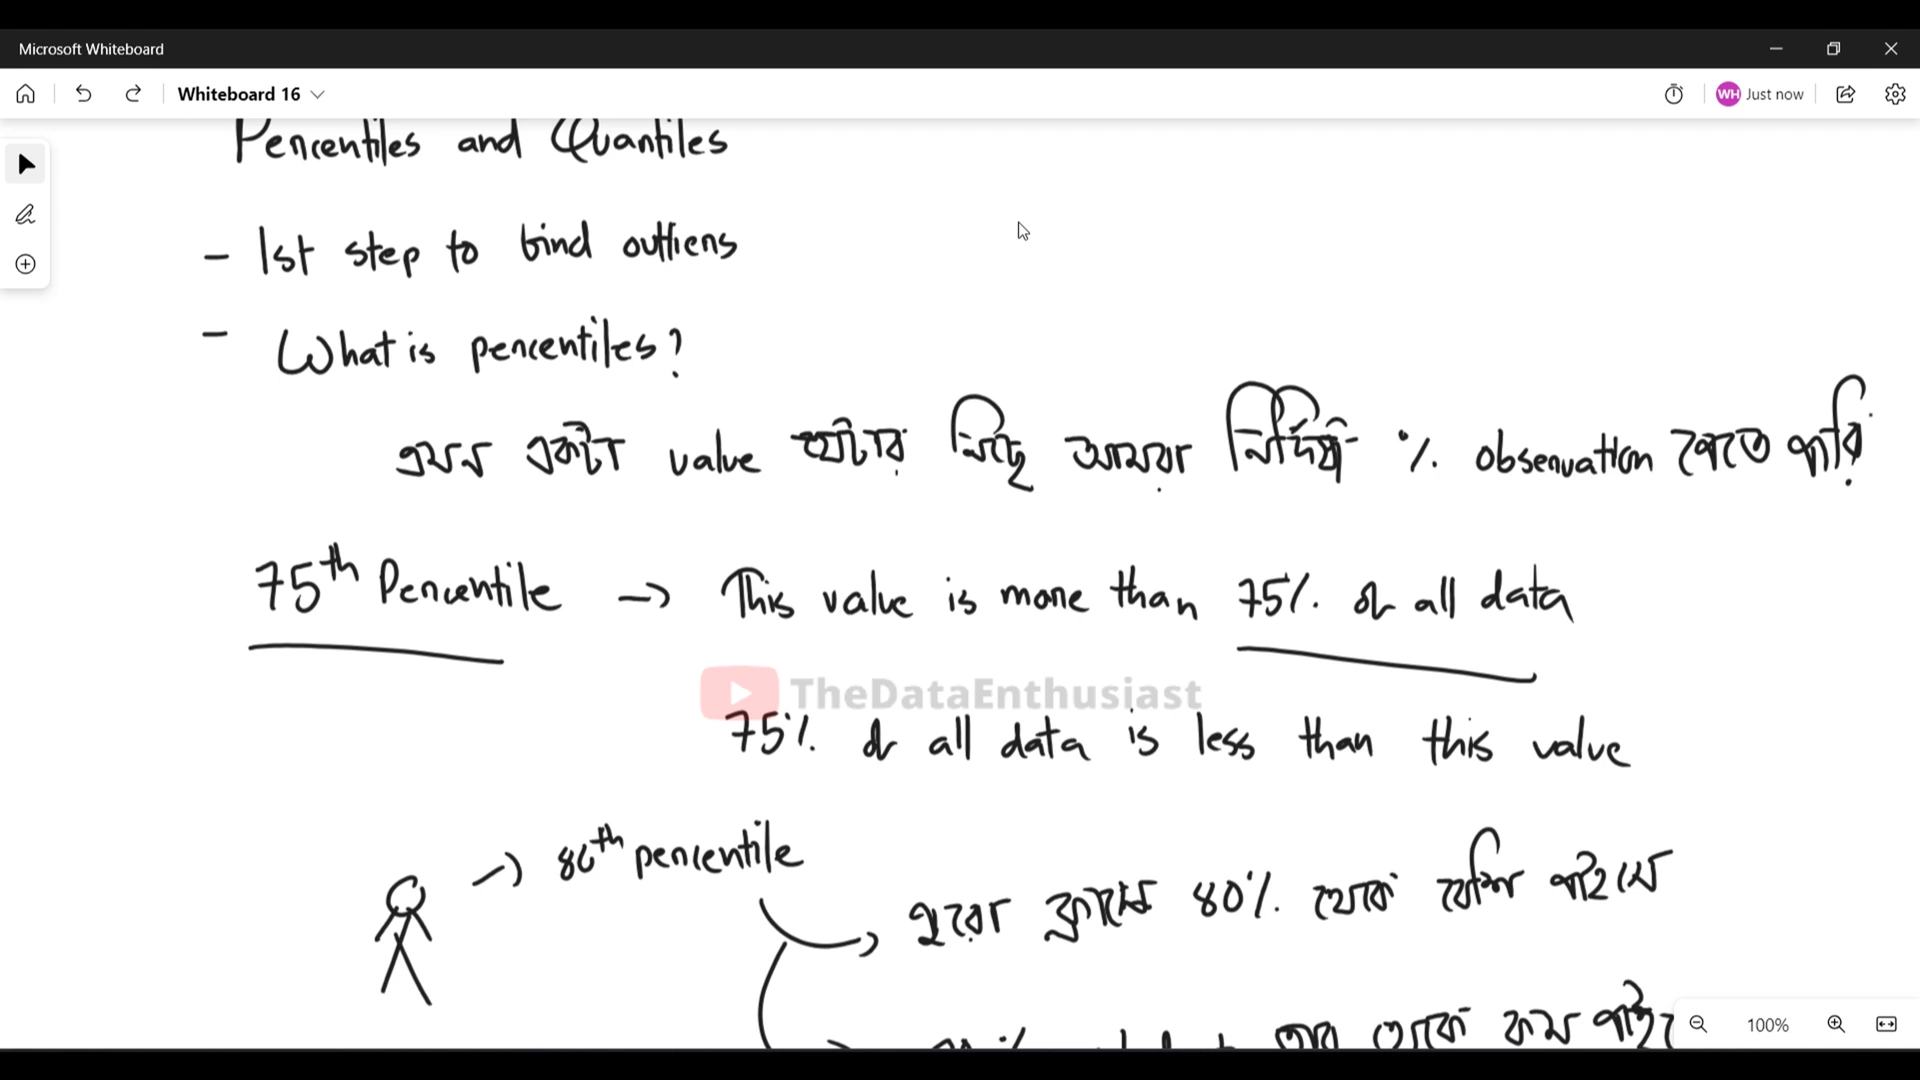 Microsoft Whiteboard
Whiteboard 16
WH Just now
Percentiles and Quantiles
- 1st step to find outliers
- What is percentiles?
এমন একটা value যেটার নিচে আমরা নির্দিষ্ট % observation পেতে পারি
75th Percentile -> This value is more than 75% of all data
TheDataEnthusiast
75% of all data is less than this value
-> 80th percentile
পুরো ক্লাসের 80% থেকে বেশি পাইছে
তার থেকে কম
100%